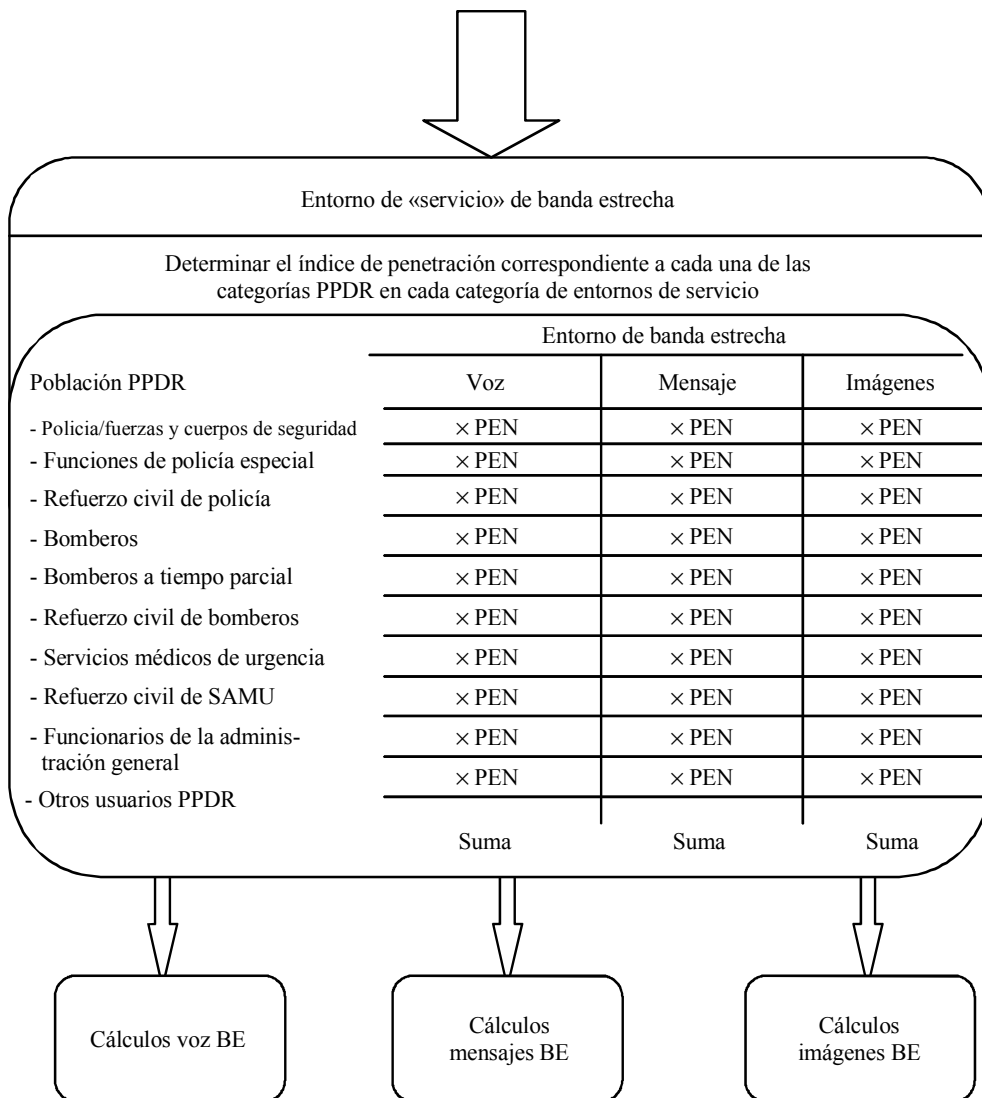 Entorno de «servicio» de banda estrecha
Determinar el índice de penetración correspondiente a cada una de las
categorías PPDR en cada categoría de entornos de servicio
Entorno de banda estrecha
Población PPDR Voz Mensaje Imágenes
- Policia/fuerzas y cuerpos de seguridad × PEN × PEN × PEN
- Funciones de policía especial × PEN × PEN × PEN
- Refuerzo civil de policía × PEN × PEN × PEN
- Bomberos × PEN × PEN × PEN
- Bomberos a tiempo parcial × PEN × PEN × PEN
- Refuerzo civil de bomberos × PEN × PEN × PEN
- Servicios médicos de urgencia × PEN × PEN × PEN
- Refuerzo civil de SAMU × PEN × PEN × PEN
- Funcionarios de la adminis- × PEN × PEN × PEN
tración general
× PEN × PEN × PEN
- Otros usuarios PPDR
Suma Suma Suma
Cálculos voz BE
Cálculos
mensajes BE
Cálculos
imágenes BE